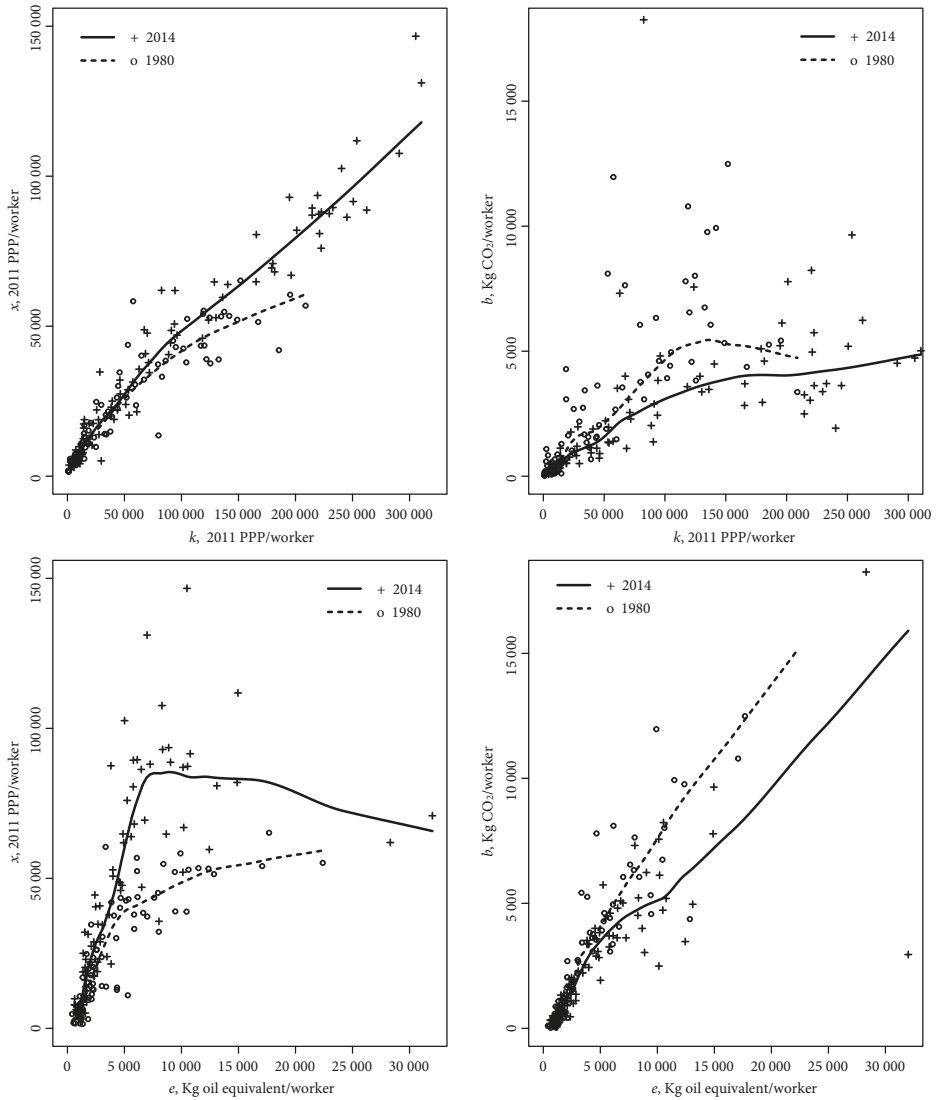 + 2014
o 1980
x, 2011 PPP/worker
0
50 000
100 000
150 000
0 50 000 100 000 150 000 200 000 250 000 300 000
k, 2011 PPP/worker
+ 2014
o 1980
b, Kg CO₂/worker
0
5 000
10 000
15 000
0 50 000 100 000 150 000 200 000 250 000 300 000
k, 2011 PPP/worker
+ 2014
o 1980
x, 2011 PPP/worker
0
50 000
100 000
150 000
0 5 000 10 000 15 000 20 000 25 000 30 000
e, Kg oil equivalent/worker
+ 2014
o 1980
b, Kg CO₂/worker
0
5 000
10 000
15 000
0 5 000 10 000 15 000 20 000 25 000 30 000
e, Kg oil equivalent/worker